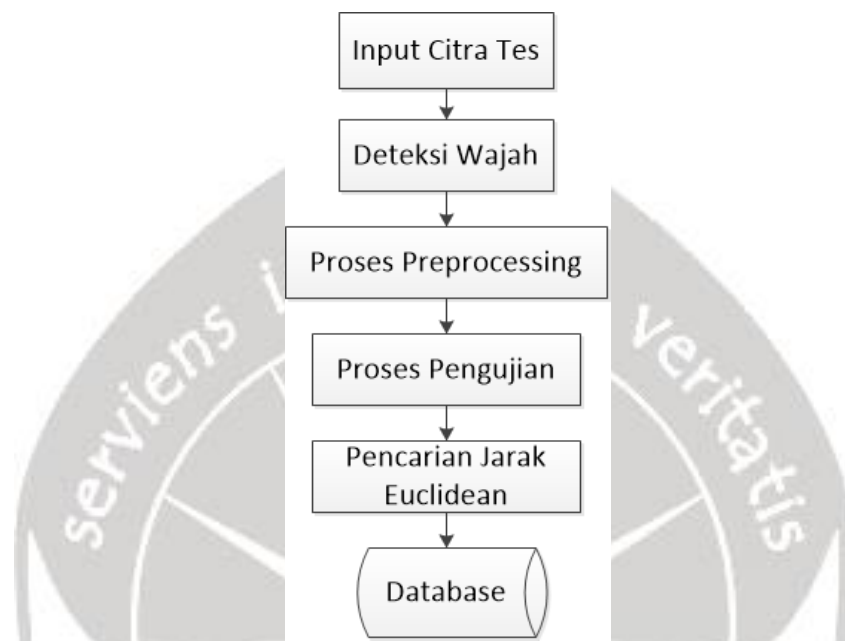 Input Citra Tes
Deteksi Wajah
Proses Preprocessing
serviens i
veritatis
Proses Pengujian
Pencarian Jarak
Euclidean
Database